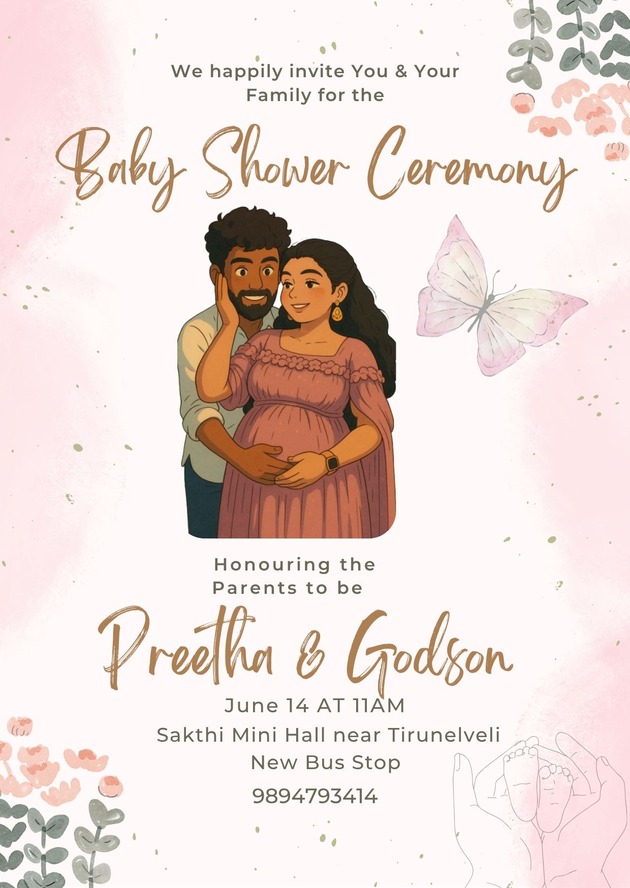 We happily invite You & Your
Family for the
Baby Shower Ceremony
Honouring the
Parents to be
Preetha & Godson
June 14 AT 11AM
Sakthi Mini Hall near Tirunelveli
New Bus Stop
9894793414